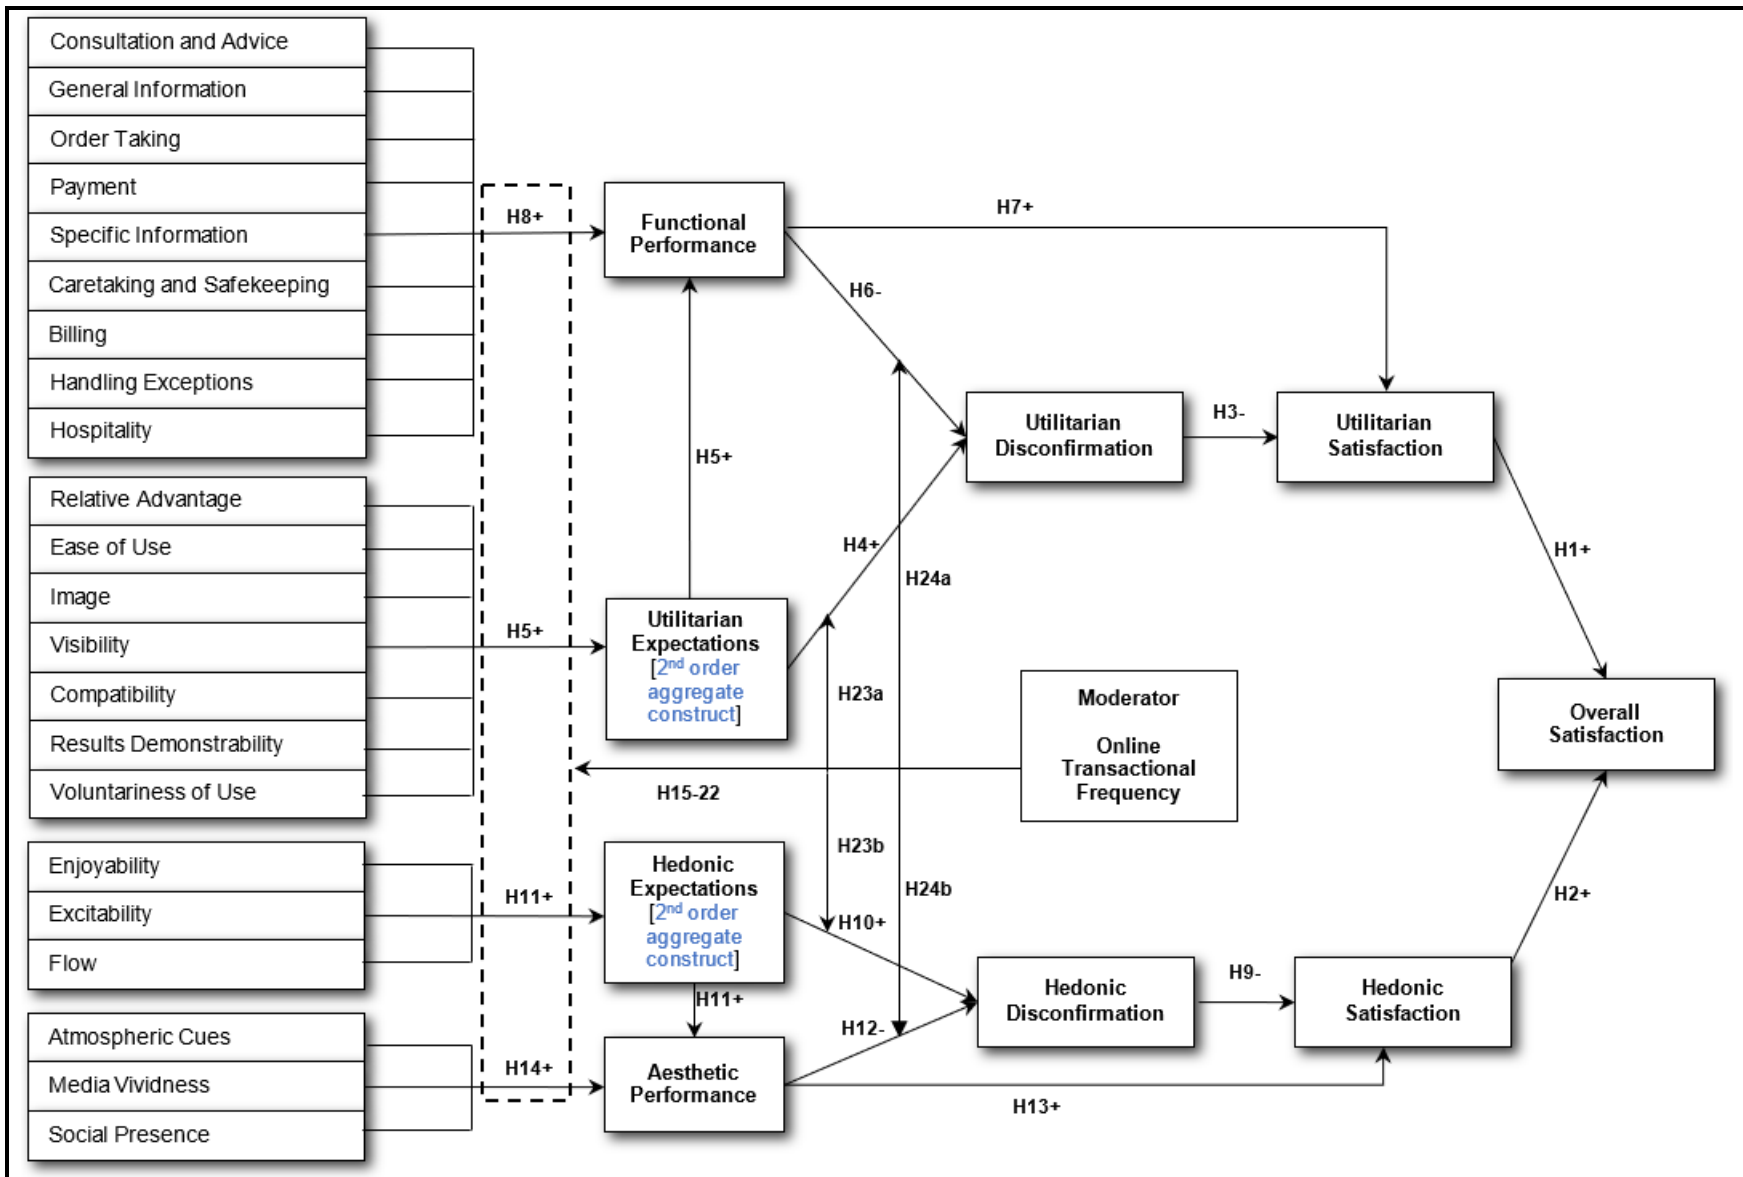 Consultation and Advice
General Information
Order Taking
Payment
Specific Information
Caretaking and Safekeeping
Billing
Handling Exceptions
Hospitality
Relative Advantage
Ease of Use
Image
Visibility
Compatibility
Results Demonstrability
Voluntariness of Use
Enjoyability
Excitability
Flow
Atmospheric Cues
Media Vividness
Social Presence
H8+
H5+
H11+
H14+
Functional
Performance
H5+
Utilitarian
Expectations
[2nd order
aggregate
construct]
H15-22
Hedonic
Expectations
[2nd order
aggregate
construct]
H11+
Aesthetic
Performance
H7+
H6-
H4+
H24a
H23a
H23b
H24b
H10+
H12-
H13+
Utilitarian
Disconfirmation
H3-
Utilitarian
Satisfaction
H1+
Moderator
Online
Transactional
Frequency
Overall
Satisfaction
H2+
Hedonic
Disconfirmation
H9-
Hedonic
Satisfaction